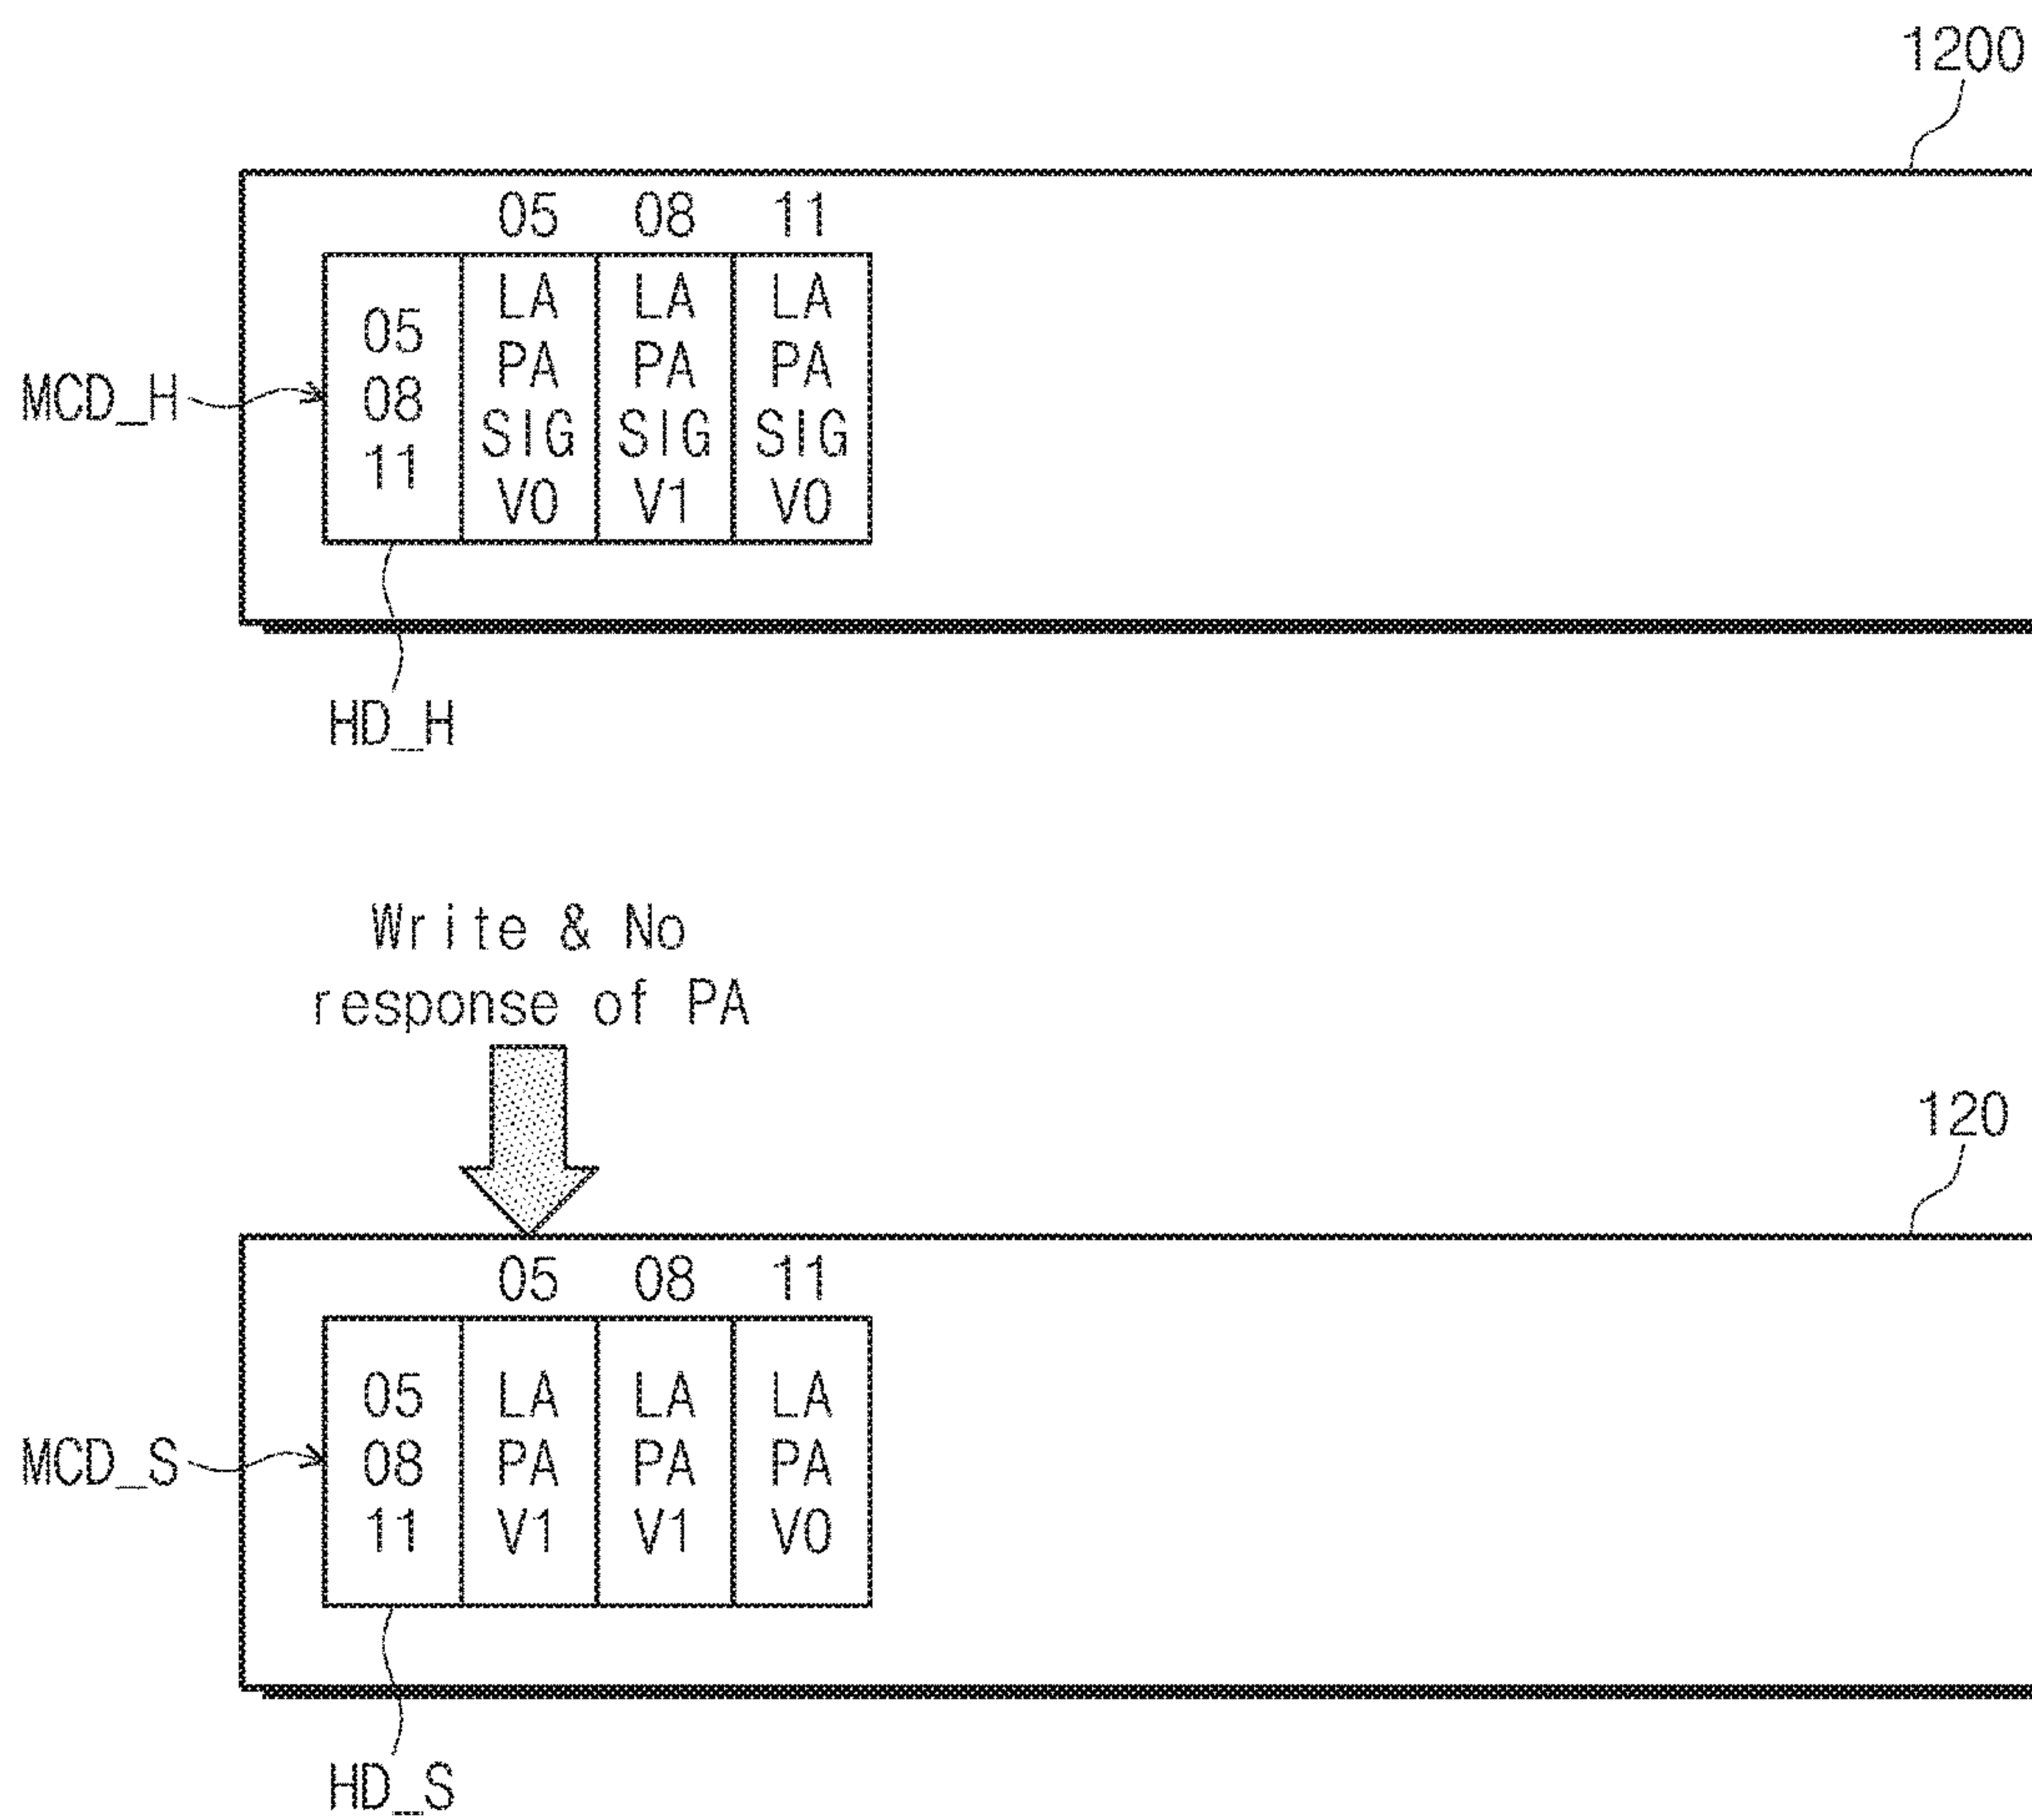 1200
05 08 11
05 LA LA LA
08 PA PA PA
11 SIG SIG SIG
V0 V1 V0
MCD_H
HD_H
Write & No
response of PA
120
05 08 11
05 LA LA LA
08 PA PA PA
11 V1 V1 V0
MCD_S
HD_S